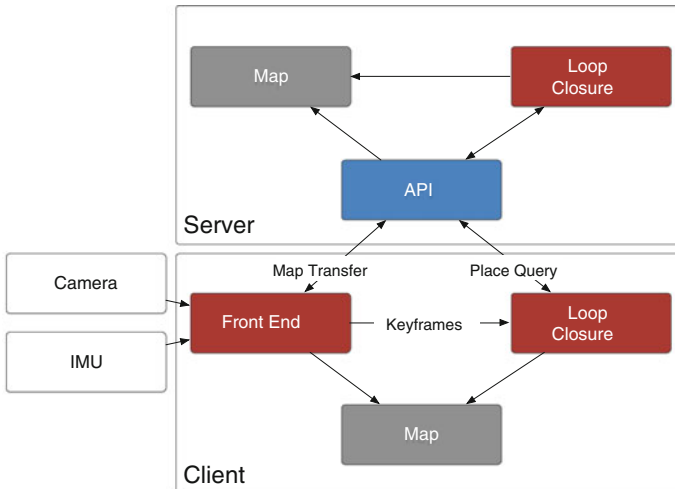 Map
Loop
Closure
API
Server
Map Transfer
Place Query
Camera
Front End
Keyframes
Loop
Closure
IMU
Map
Client